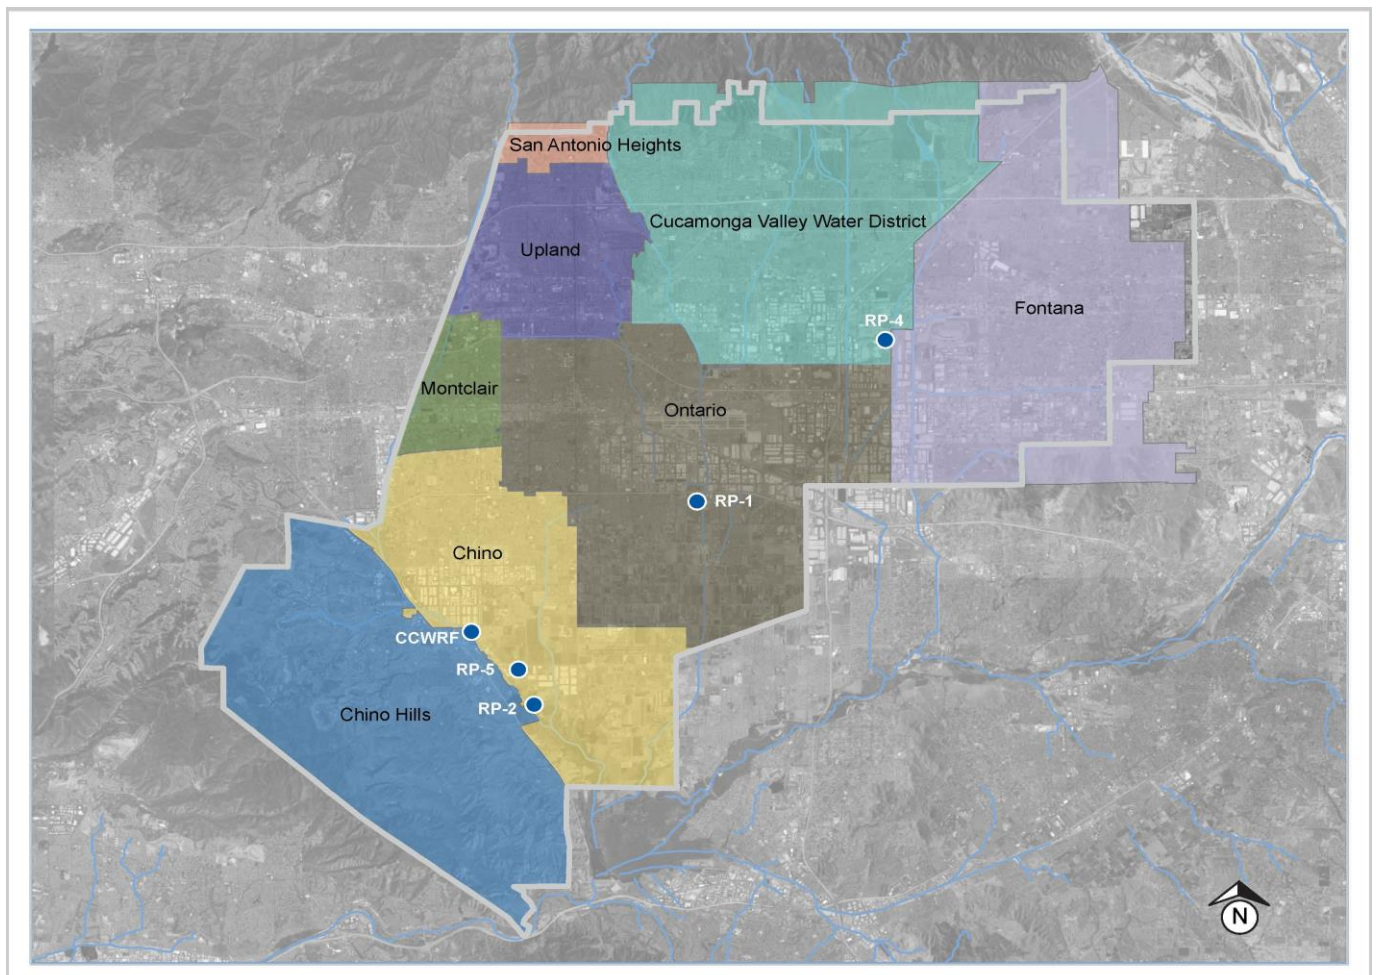 San Antonio Heights
Cucamonga Valley Water District
Upland
Fontana
RP-4
Montclair
Ontario
RP-1
Chino
CCWRF
RP-5
RP-2
Chino Hills
N